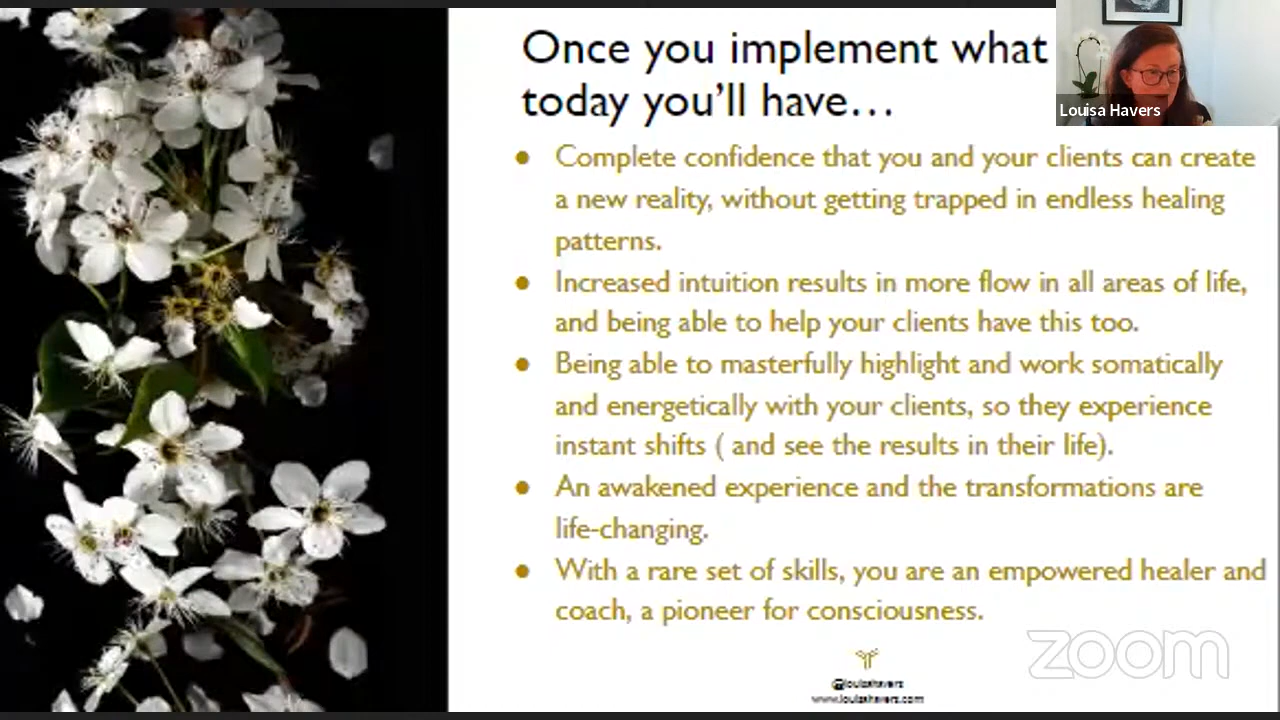 Once you implement what
today you'll have...
Louisa Havers
● Complete confidence that you and your clients can create
a new reality, without getting trapped in endless healing
patterns.
● Increased intuition results in more flow in all areas of life,
and being able to help your clients have this too.
● Being able to masterfully highlight and work somatically
and energetically with your clients, so they experience
instant shifts ( and see the results in their life).
● An awakened experience and the transformations are
life-changing.
● With a rare set of skills, you are an empowered healer and
coach, a pioneer for consciousness.
zoom
@louisahavers
www.louisahavers.com